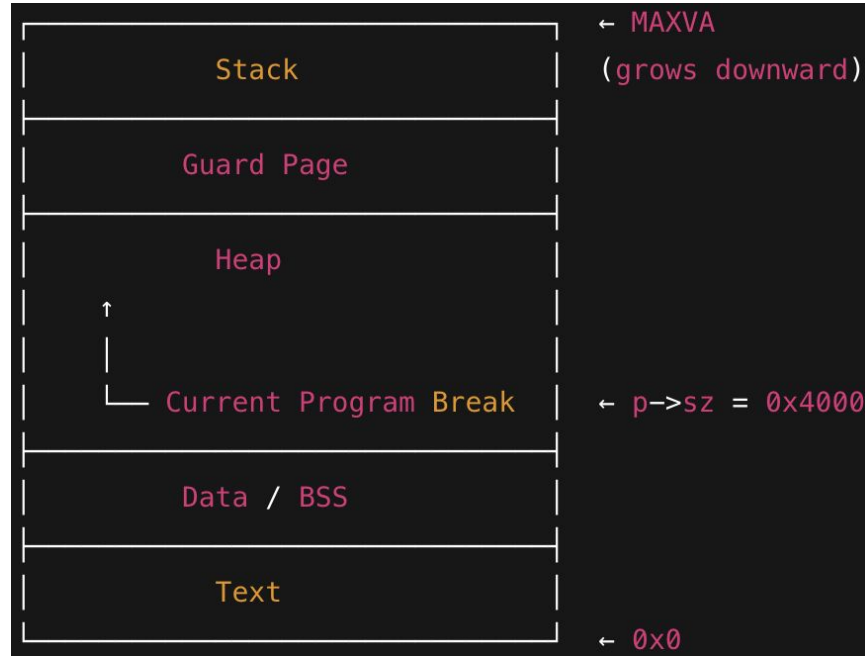 ← MAXVA
Stack (grows downward)
Guard Page
Heap
↑
Current Program Break ← p->sz = 0x4000
Data / BSS
Text
← 0x0